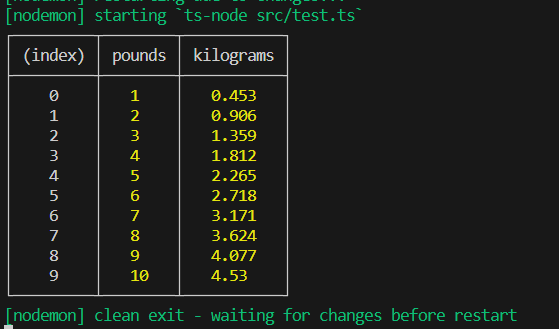 [nodemon] starting `ts-node src/test.ts`
(index) pounds kilograms
0 1 0.453
1 2 0.906
2 3 1.359
3 4 1.812
4 5 2.265
5 6 2.718
6 7 3.171
7 8 3.624
8 9 4.077
9 10 4.53
[nodemon] clean exit - waiting for changes before restart